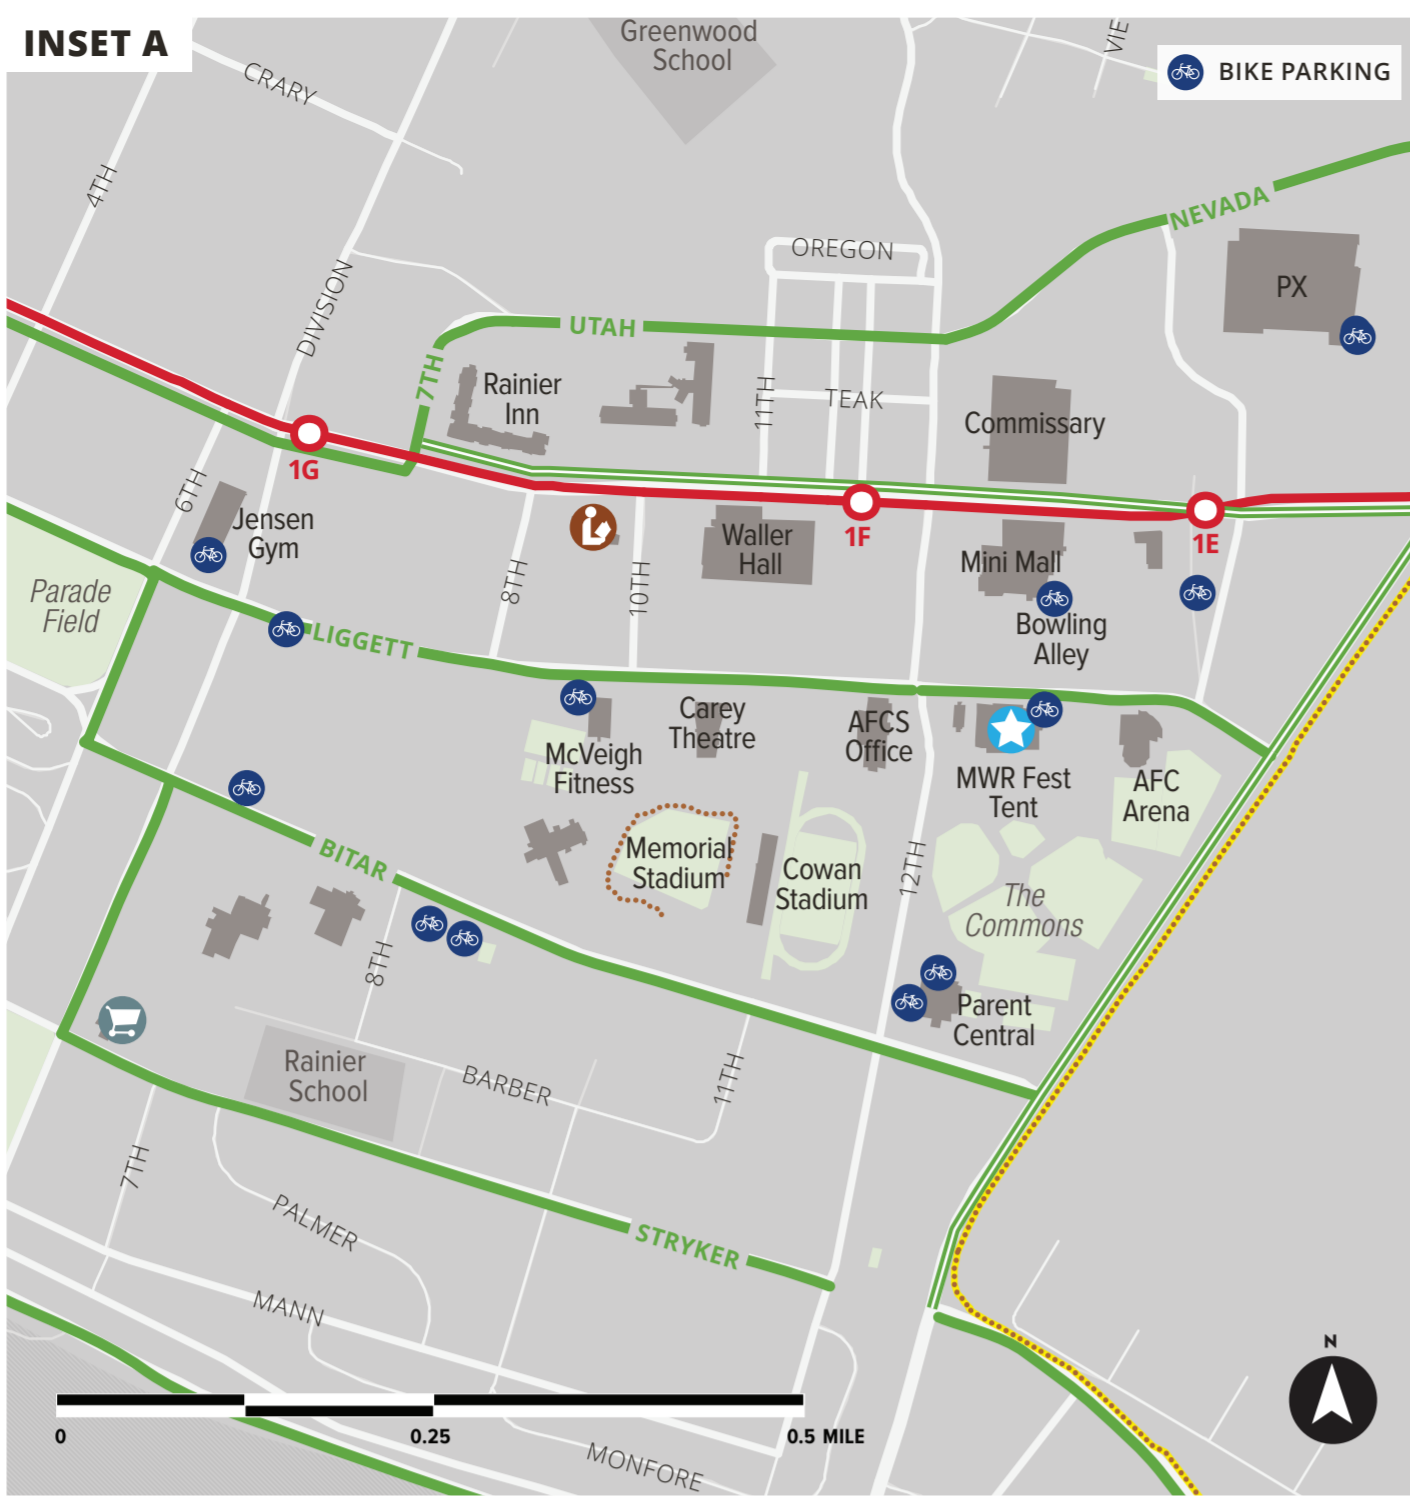 INSET A
Greenwood
School
VIE
BIKE PARKING
CRARY
4TH
NEVADA
OREGON
DIVISION
PX
UTAH
7TH
Rainier
Inn
11TH
TEAK
Commissary
1G
6TH
1F
1E
Jensen
Gym
Waller
Hall
Mini Mall
8TH
10TH
Parade
Field
LIGGETT
Bowling
Alley
Carey
Theatre
AFCS
Office
McVeigh
Fitness
MWR Fest
Tent
AFC
Arena
BITAR
Memorial
Stadium
Cowan
Stadium
12TH
The
Commons
8TH
Parent
Central
Rainier
School
BARBER
11TH
7TH
PALMER
STRYKER
MANN
N
0
0.25
0.5 MILE
MONFORE